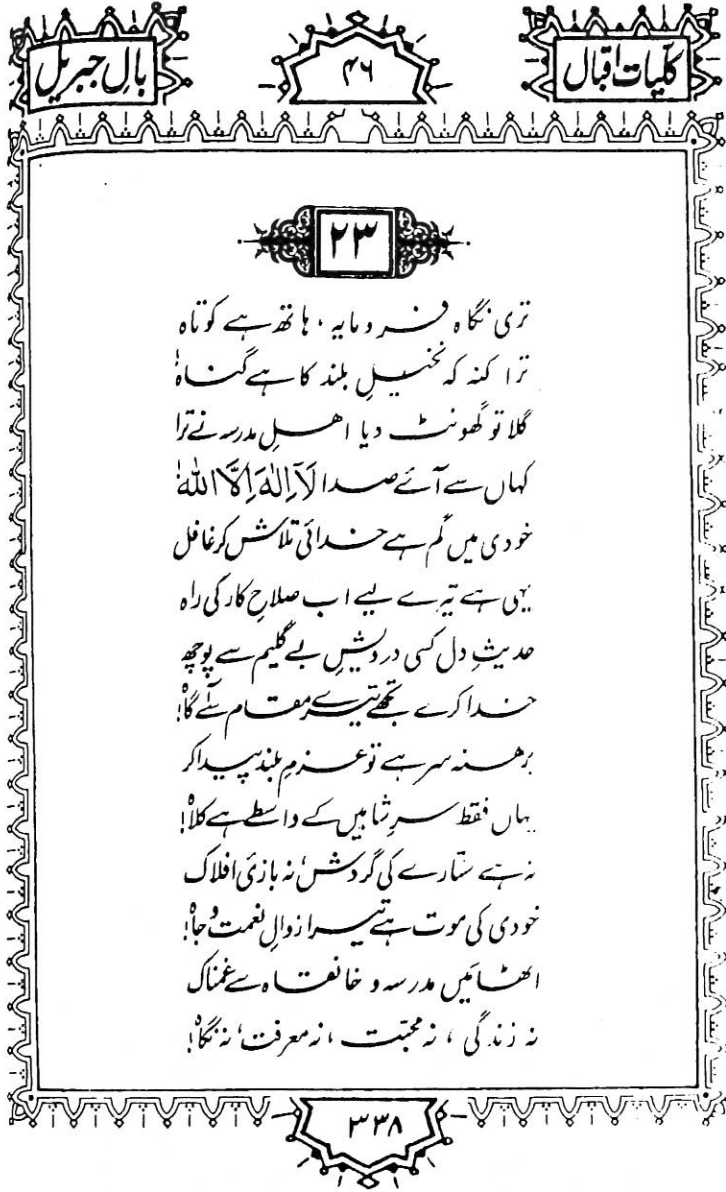 کلیات اقبال
۴۶
بالِ جبریل
۲۳
تری نگاہ فرومایہ، ہاتھ ہے کوتاہ
ترا گنہ کہ نخیلِ بلند کا ہے گناہ؟
گلا تو گھونٹ دیا اہلِ مدرسہ نے ترا
کہاں سے آئے صدا لَآ اِلٰہَ اِلَّا اللہ!
خودی میں گم ہے خدائی تلاش کر غافل
یہی ہے تیرے لیے اب صلاحِ کار کی راہ
حدیثِ دل کسی درویشِ بے گلیم سے پوچھ
خدا کرے تجھے تیرے مقام سے آگاہ!
برہنہ سر ہے تو عزمِ بلند پیدا کر
یہاں فقط سرِ شاہیں کے واسطے ہے کلاہ!
نہ ہے ستارے کی گردش، نہ بازیٔ افلاک
خودی کی موت ہے تیرا زوالِ نعمت و جاہ!
اٹھا مَیں مدرسہ و خانقاہ سے غمناک
نہ زندگی، نہ محبّت، نہ معرفت، نہ نگاہ!
۳۳۸